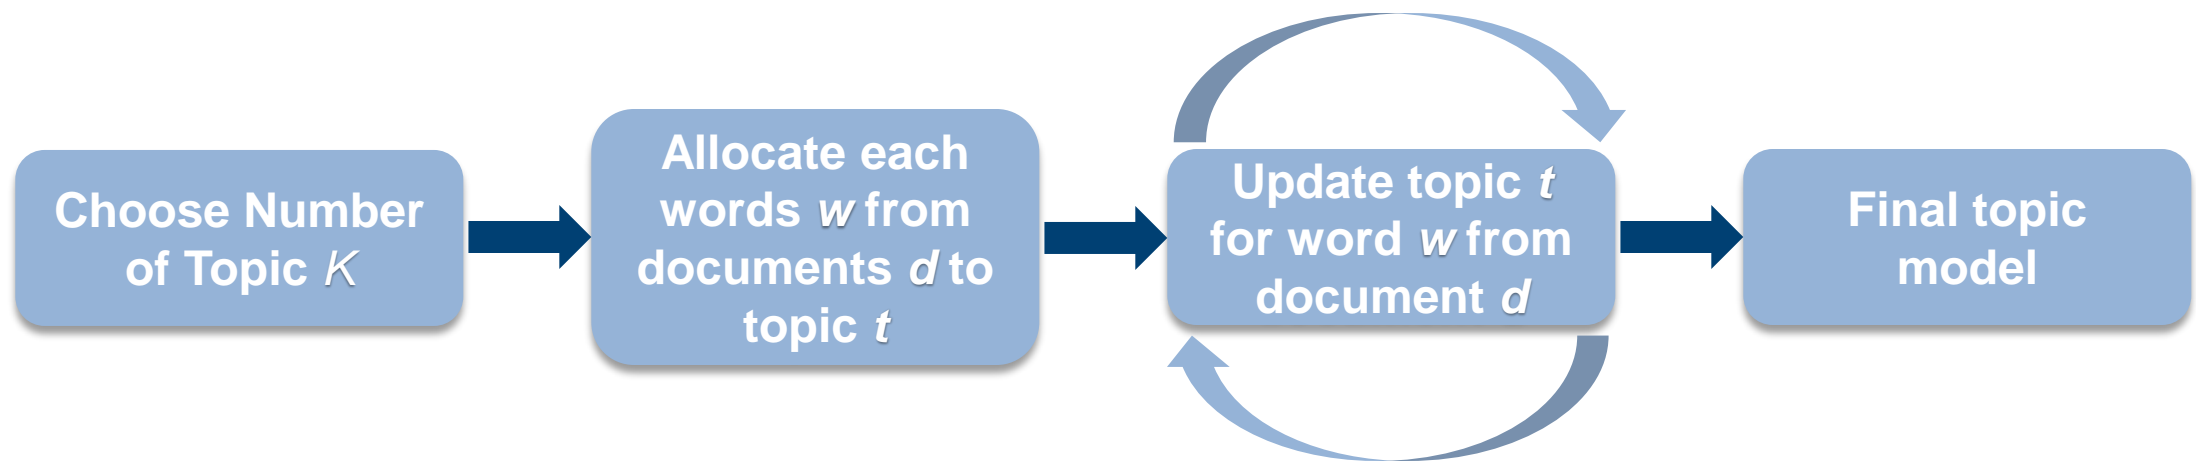 Choose Number
of Topic K
Allocate each
words w from
documents d to
topic t
Update topic t
for word w from
document d
Final topic
model